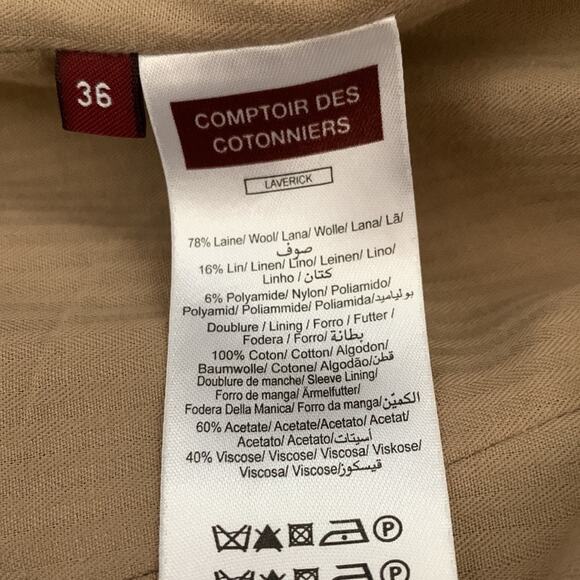 36
COMPTOIR DES
COTONNIERS
LAVERICK
78% Laine/ Wool/ Lana/ Wolle/ Lana/ Lã/
صوف
16% Lin/ Linen/ Lino/ Leinen/ Lino/
Linho / كتان
6% Polyamide/ Nylon/ Poliamido/
Polyamid/ Poliammide/ Poliamida/بولياميد
Doublure / Lining / Forro / Futter /
Fodera / Forro/ بطانة
100% Coton/ Cotton/ Algodon/
Baumwolle/ Cotone/ Algodão/قطن
Doublure de manche/ Sleeve Lining/
Forro de manga/ Ärmelfutter/
Fodera Della Manica/ Forro da manga/الكميّن
60% Acetate/ Acetate/Acetato/ Acetat/
Acetato/ Acetato/أسيتات
40% Viscose/ Viscose/ Viscosa/ Viskose/
Viscosa/ Viscose/ڤيسكوز
P
P